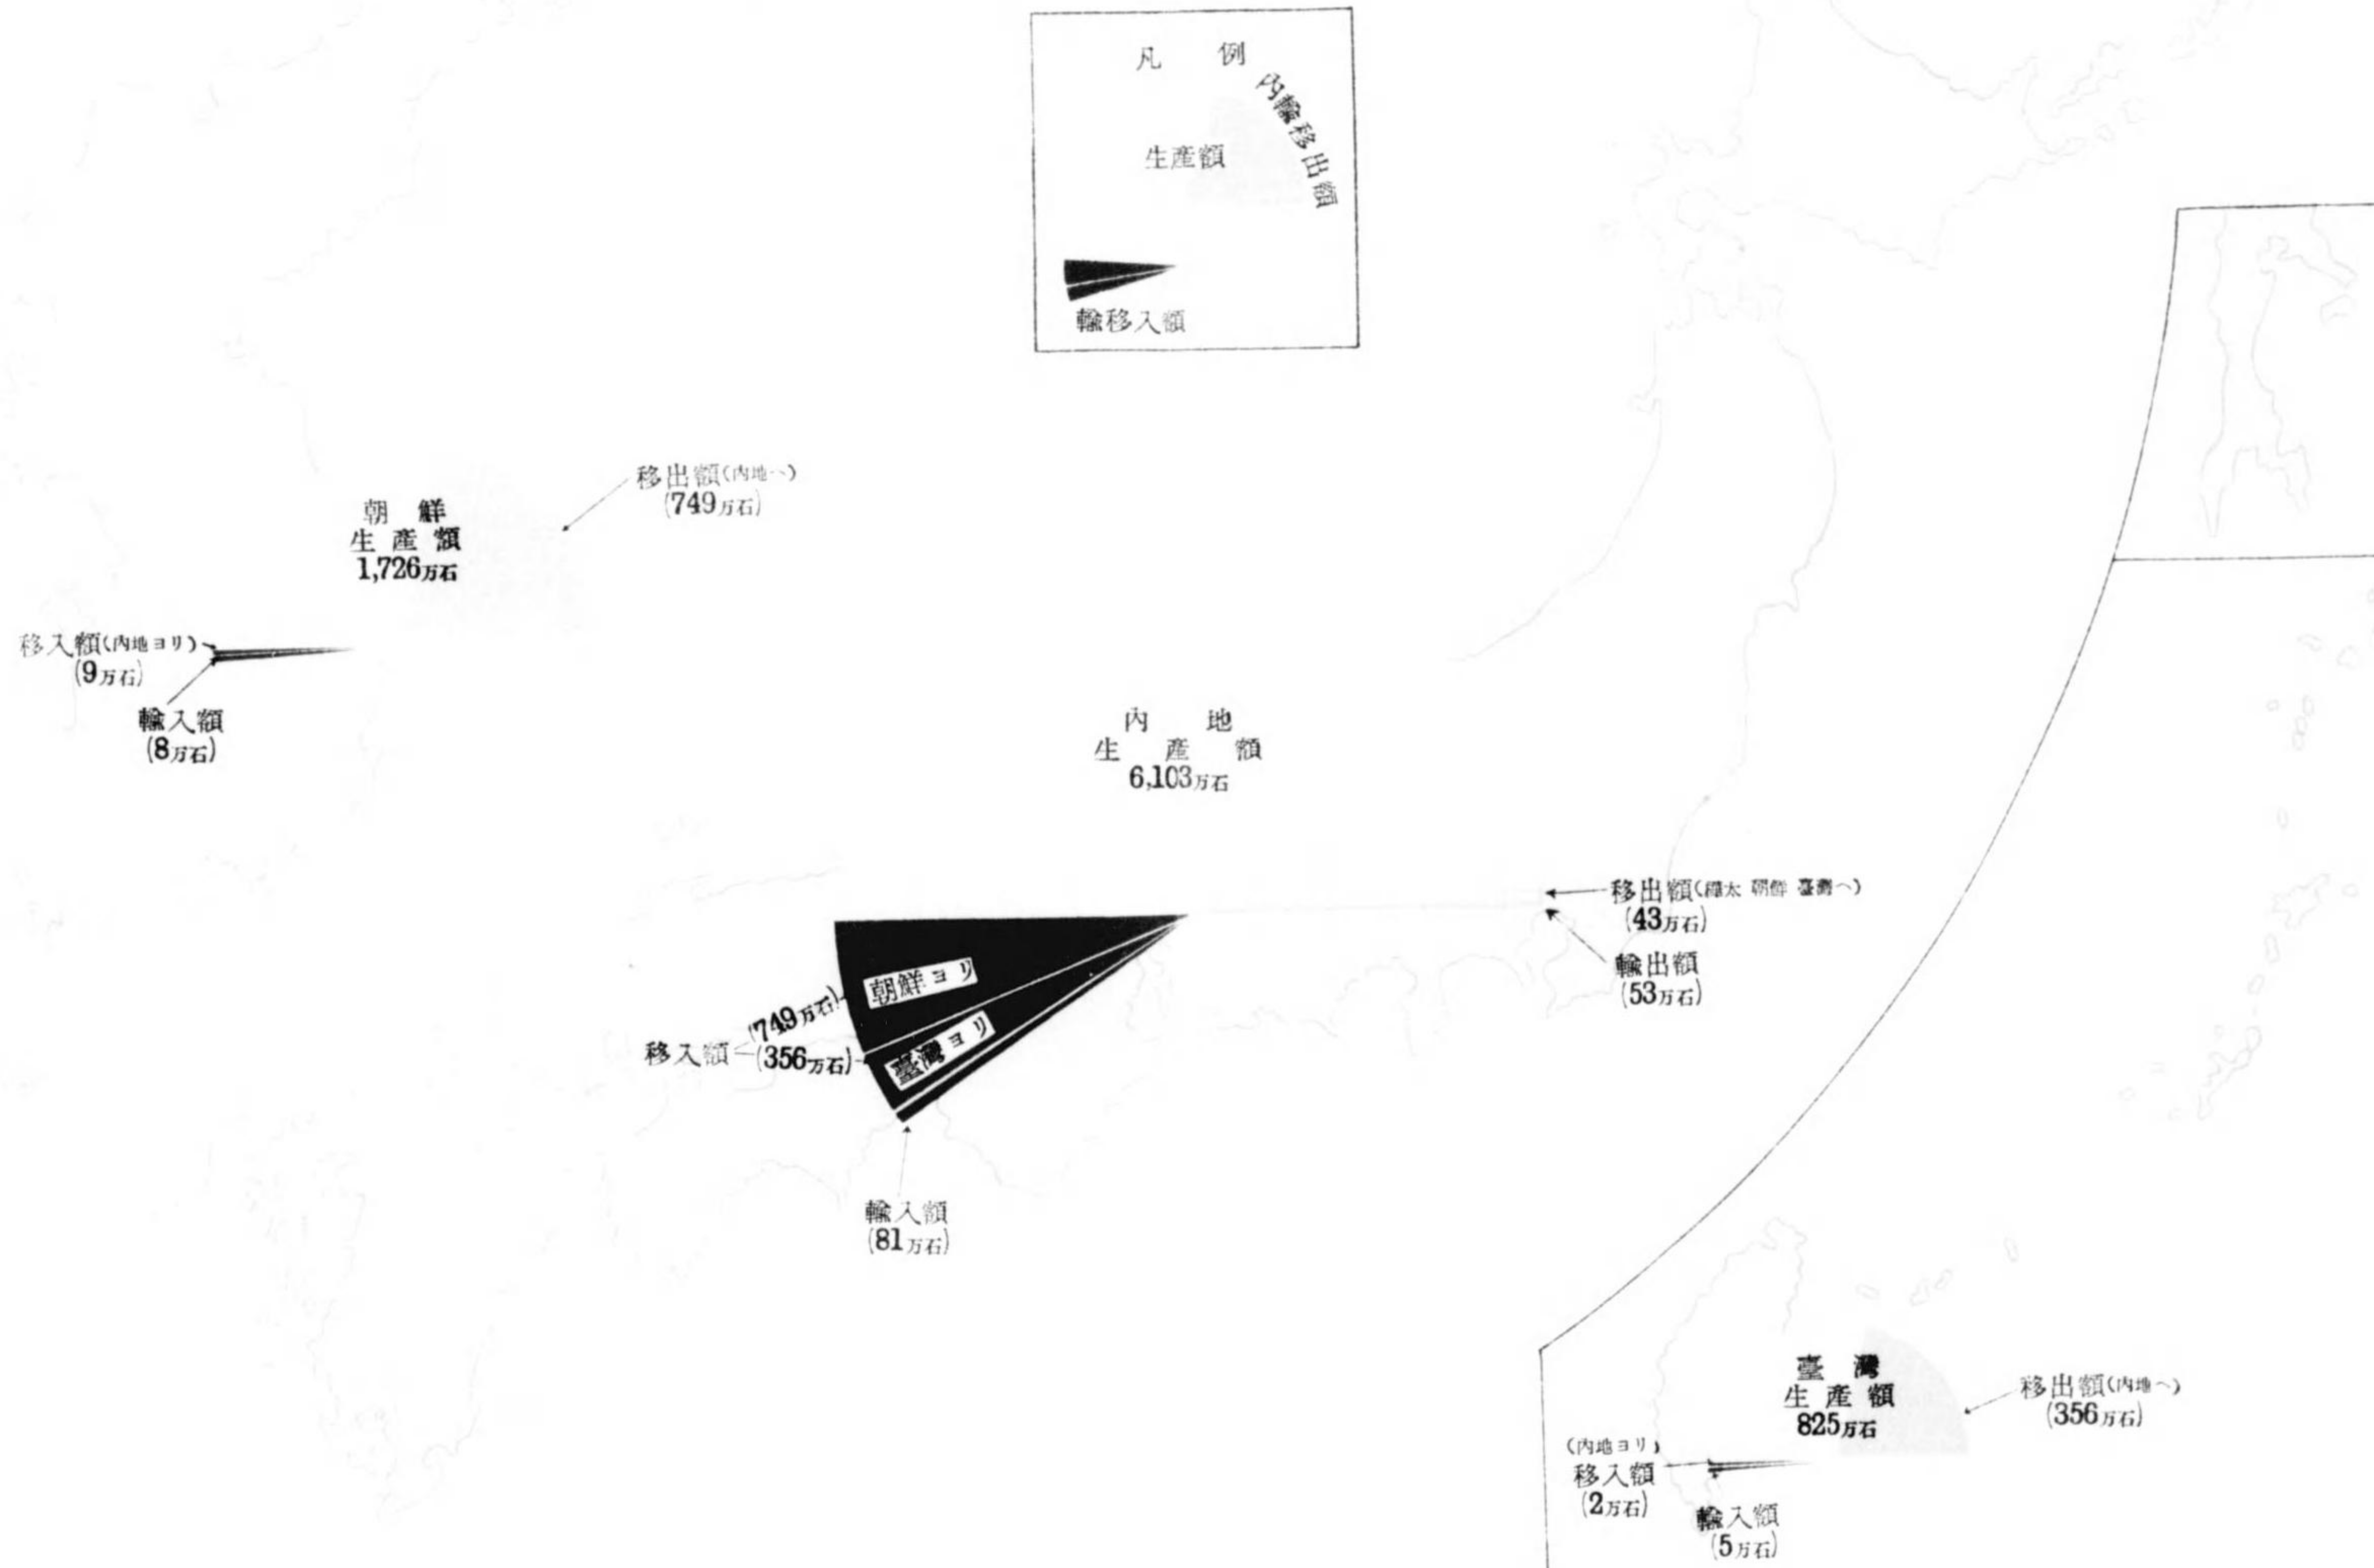 凡 例
内輸移出額
生産額
輸移入額
移出額(内地へ)
(749万石)
朝鮮
生産額
1,726万石
移入額(内地ヨリ)
(9万石)
輸入額
(8万石)
内地
生産額
6,103万石
移出額(樺太 朝鮮 臺灣へ)
(43万石)
輸出額
(53万石)
朝鮮ヨリ
臺灣ヨリ
移入額
(749万石)
(356万石)
輸入額
(81万石)
臺灣
生産額
825万石
移出額(内地へ)
(356万石)
(内地ヨリ)
移入額
(2万石)
輸入額
(5万石)